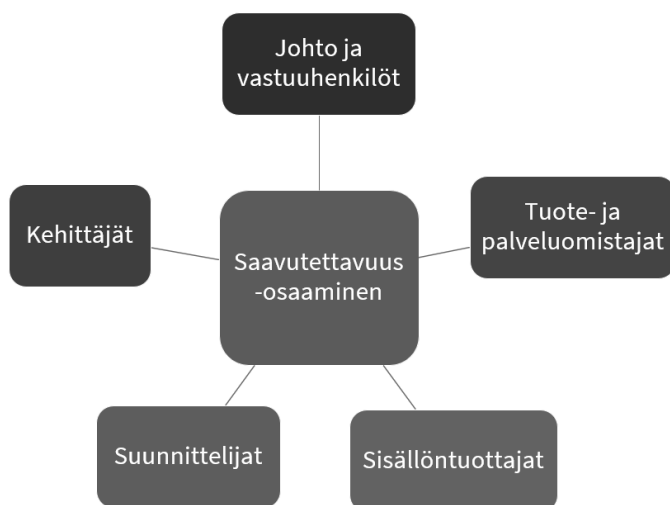 Johto ja
vastuuhenkilöt
Tuote- ja
palveluomistajat
Kehittäjät
Saavutettavuus
-osaaminen
Suunnittelijat
Sisällöntuottajat